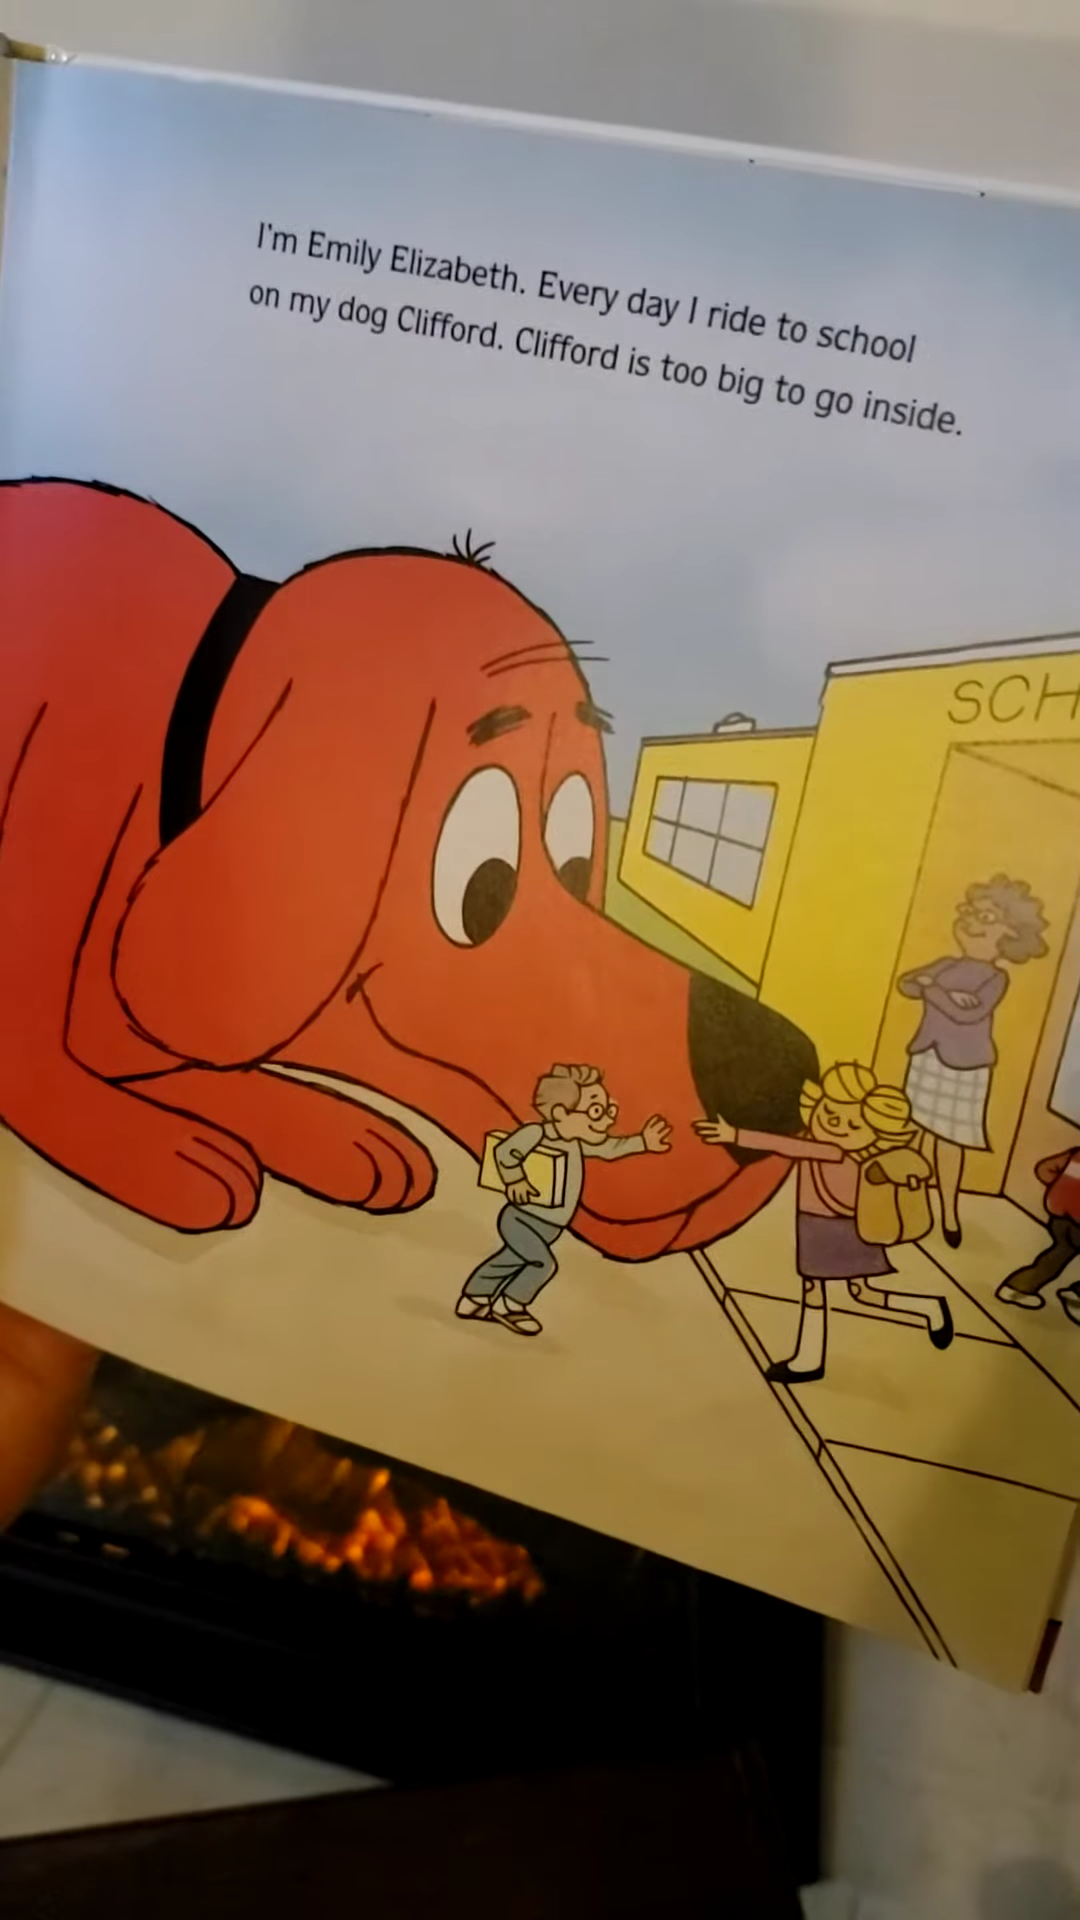 I'm Emily Elizabeth. Every day I ride to school
on my dog Clifford. Clifford is too big to go inside.
SCH